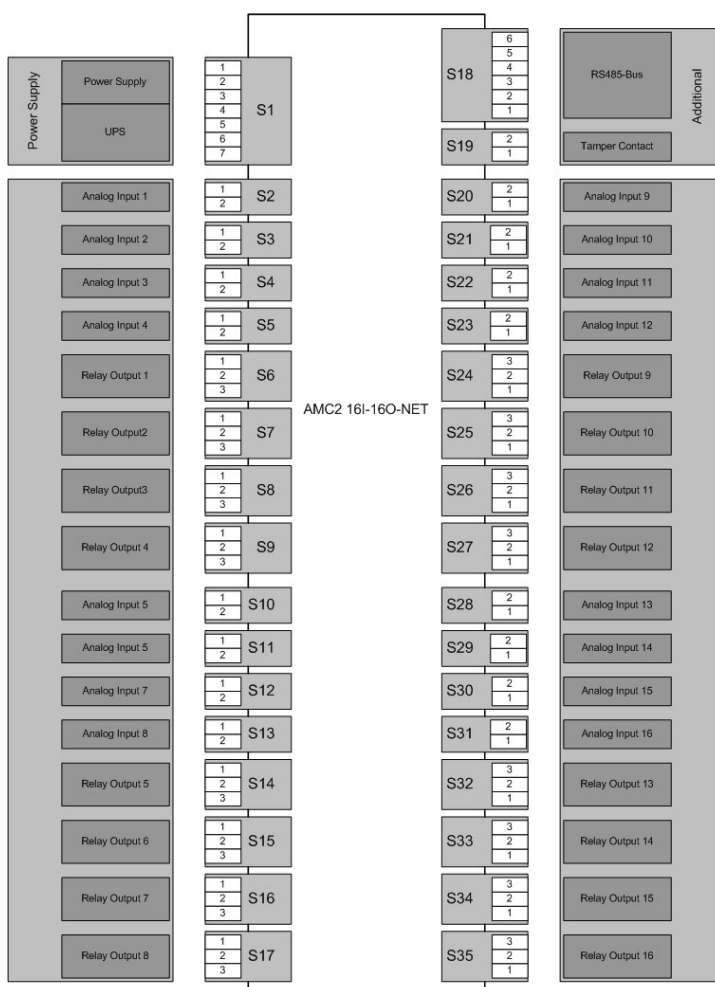 Power Supply
Power Supply
UPS
1
2
3
4
5
6
7
S1
Analog Input 1
1
2
S2
Analog Input 2
1
2
S3
Analog Input 3
1
2
S4
Analog Input 4
1
2
S5
Relay Output 1
1
2
3
S6
Relay Output2
1
2
3
S7
Relay Output3
1
2
3
S8
Relay Output 4
1
2
3
S9
Analog Input 5
1
2
S10
Analog Input 5
1
2
S11
Analog Input 7
1
2
S12
Analog Input 8
1
2
S13
Relay Output 5
1
2
3
S14
Relay Output 6
1
2
3
S15
Relay Output 7
1
2
3
S16
Relay Output 8
1
2
3
S17
AMC2 16I-16O-NET
S18
6
5
4
3
2
1
RS485-Bus
Additional
S19
2
1
Tamper Contact
S20
2
1
Analog Input 9
S21
2
1
Analog Input 10
S22
2
1
Analog Input 11
S23
2
1
Analog Input 12
S24
3
2
1
Relay Output 9
S25
3
2
1
Relay Output 10
S26
3
2
1
Relay Output 11
S27
3
2
1
Relay Output 12
S28
2
1
Analog Input 13
S29
2
1
Analog Input 14
S30
2
1
Analog Input 15
S31
2
1
Analog Input 16
S32
3
2
1
Relay Output 13
S33
3
2
1
Relay Output 14
S34
3
2
1
Relay Output 15
S35
3
2
1
Relay Output 16